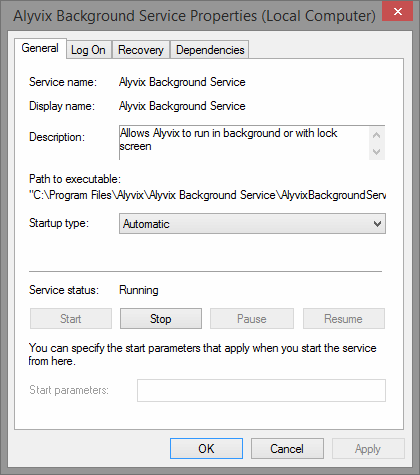 Alyvix Background Service Properties (Local Computer)
General Log On Recovery Dependencies
Service name: Alyvix Background Service
Display name: Alyvix Background Service
Description: Allows Alyvix to run in background or with lock
screen
Path to executable:
"C:\Program Files\Alyvix\Alyvix Background Service\AlyvixBackgroundServ
Startup type: Automatic
Service status: Running
Start Stop Pause Resume
You can specify the start parameters that apply when you start the service
from here.
Start parameters:
OK Cancel Apply